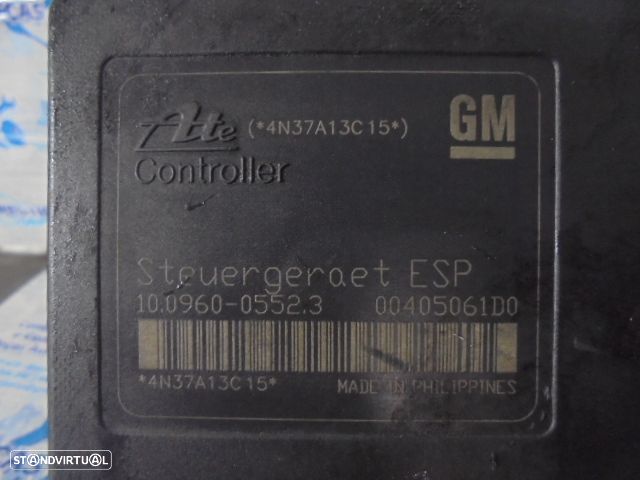 Ate (*4N37A13C15*) GM
Controller
Steuergeraet ESP
10.0960-0552.3 00405061D0
*4N37A13C15* MADE IN PHILIPPINES
STANDVIRTUAL